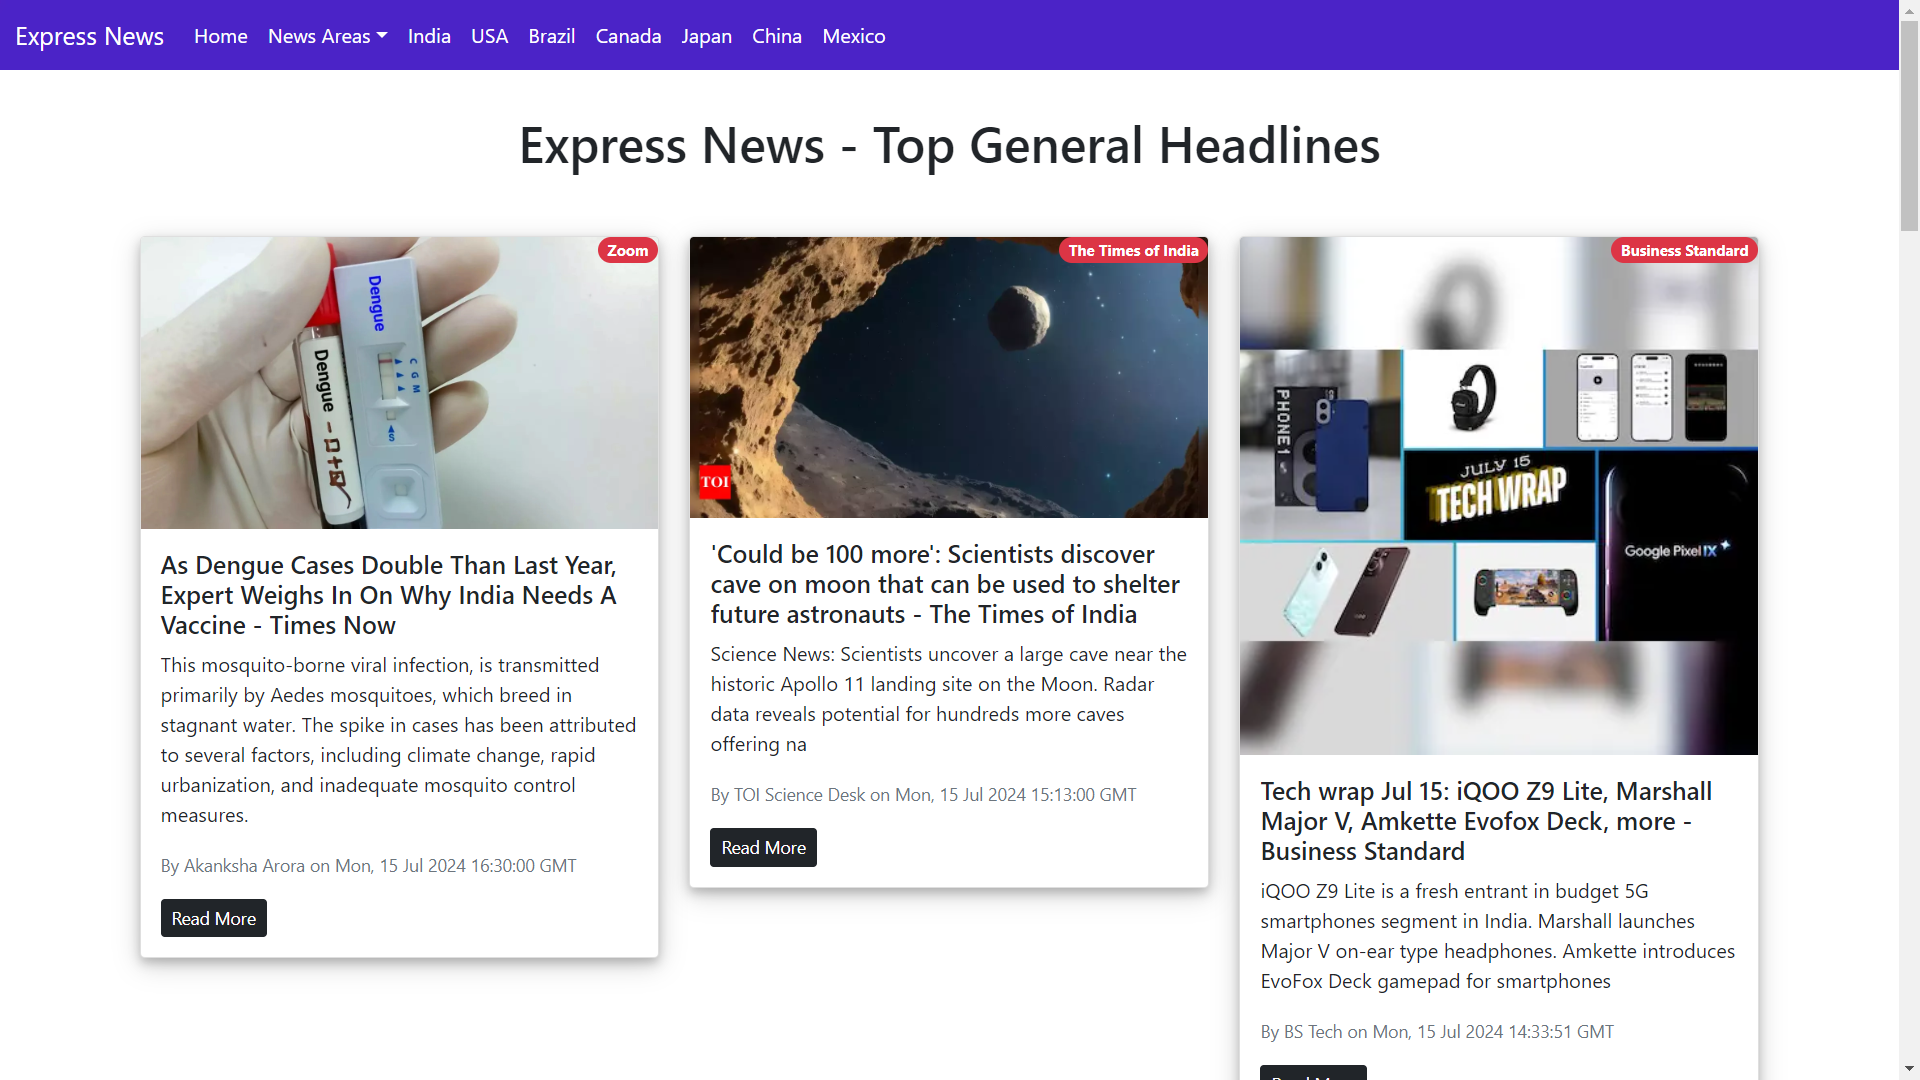 Express News
Home
News Areas
India
USA
Brazil
Canada
Japan
China
Mexico
Express News - Top General Headlines
Zoom
Dengue
Dengue
C G M
S
As Dengue Cases Double Than Last Year,
Expert Weighs In On Why India Needs A
Vaccine - Times Now
This mosquito-borne viral infection, is transmitted
primarily by Aedes mosquitoes, which breed in
stagnant water. The spike in cases has been attributed
to several factors, including climate change, rapid
urbanization, and inadequate mosquito control
measures.
By Akanksha Arora on Mon, 15 Jul 2024 16:30:00 GMT
Read More
The Times of India
TOI
'Could be 100 more': Scientists discover
cave on moon that can be used to shelter
future astronauts - The Times of India
Science News: Scientists uncover a large cave near the
historic Apollo 11 landing site on the Moon. Radar
data reveals potential for hundreds more caves
offering na
By TOI Science Desk on Mon, 15 Jul 2024 15:13:00 GMT
Read More
Business Standard
PHONE 1
JULY 15
TECH WRAP
Google Pixel IX
Tech wrap Jul 15: iQOO Z9 Lite, Marshall
Major V, Amkette Evofox Deck, more -
Business Standard
iQOO Z9 Lite is a fresh entrant in budget 5G
smartphones segment in India. Marshall launches
Major V on-ear type headphones. Amkette introduces
EvoFox Deck gamepad for smartphones
By BS Tech on Mon, 15 Jul 2024 14:33:51 GMT